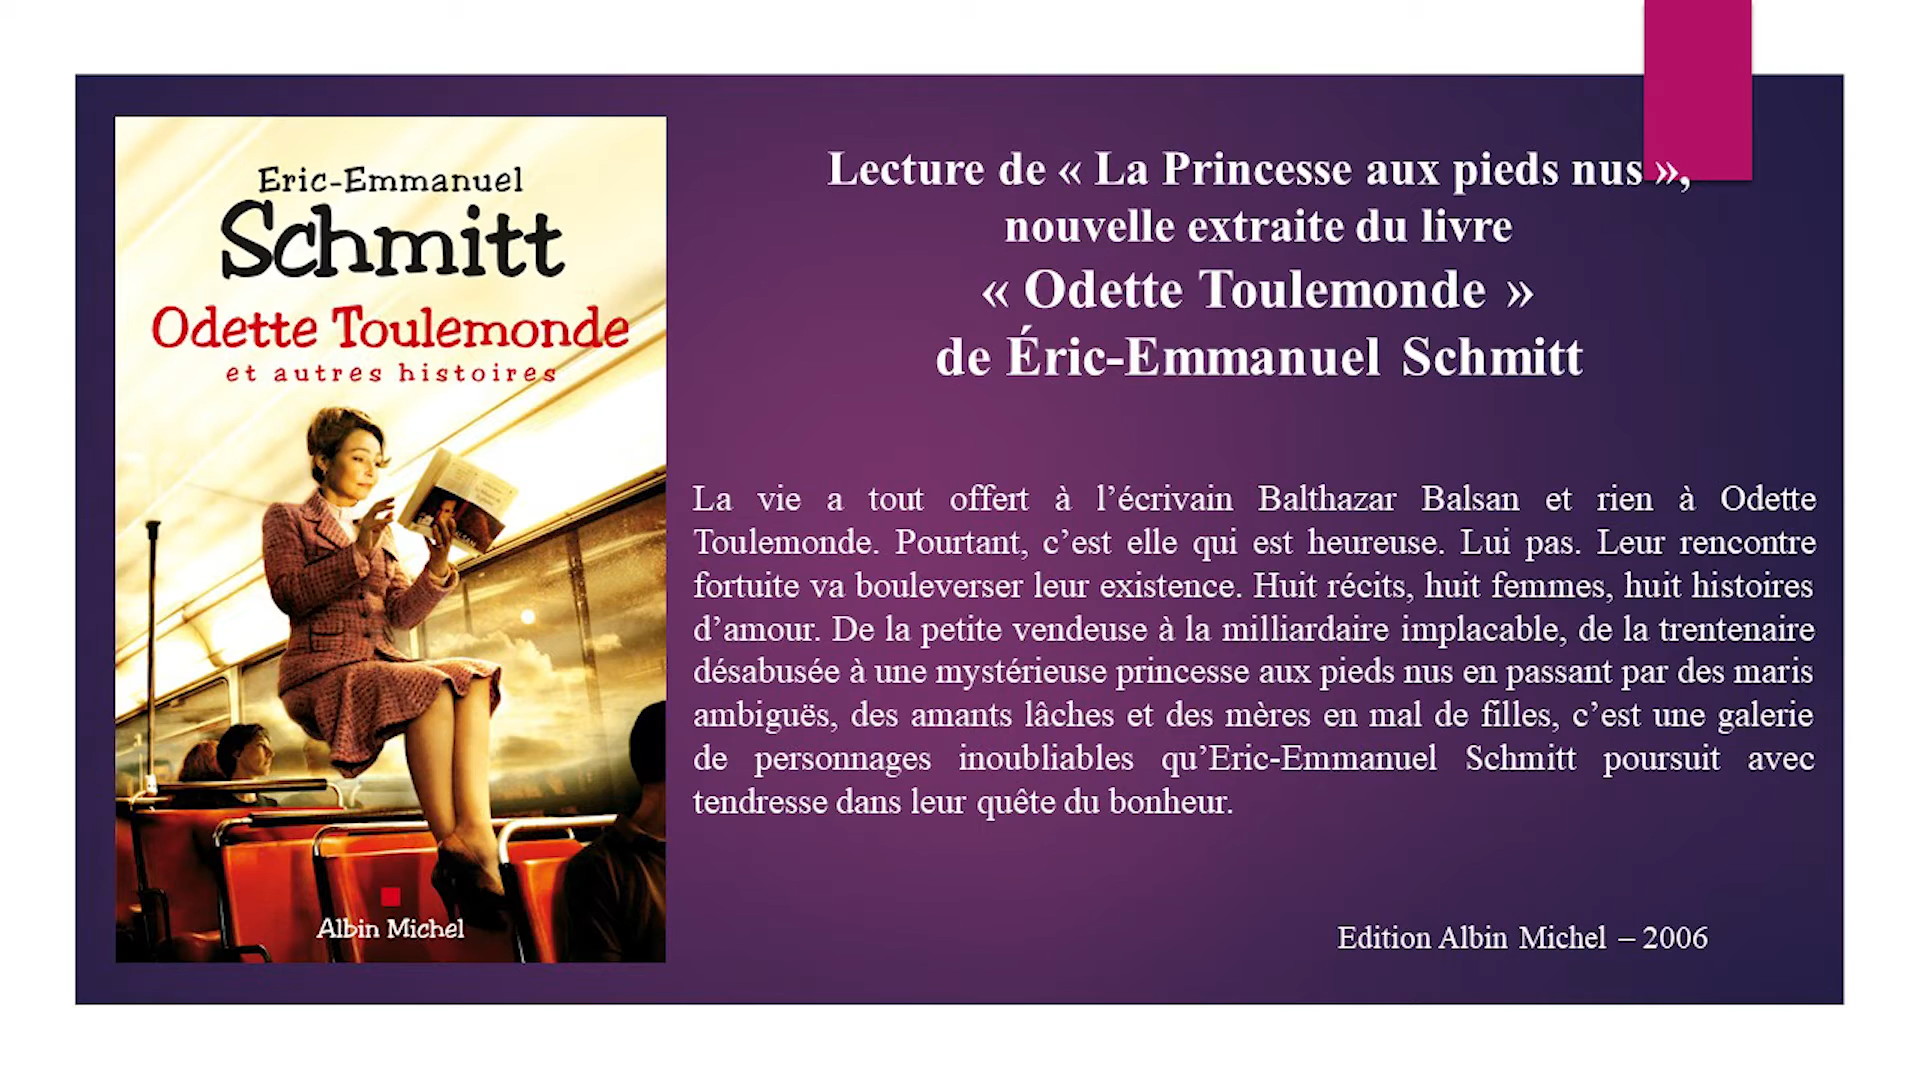 Eric-Emmanuel
Schmitt
Odette Toulemonde
et autres histoires
Albin Michel
Lecture de « La Princesse aux pieds nus »,
nouvelle extraite du livre
« Odette Toulemonde »
de Éric-Emmanuel Schmitt
La vie a tout offert à l’écrivain Balthazar Balsan et rien à Odette
Toulemonde. Pourtant, c’est elle qui est heureuse. Lui pas. Leur rencontre
fortuite va bouleverser leur existence. Huit récits, huit femmes, huit histoires
d’amour. De la petite vendeuse à la milliardaire implacable, de la trentenaire
désabusée à une mystérieuse princesse aux pieds nus en passant par des maris
ambiguës, des amants lâches et des mères en mal de filles, c’est une galerie
de personnages inoubliables qu’Eric-Emmanuel Schmitt poursuit avec
tendresse dans leur quête du bonheur.
Edition Albin Michel – 2006